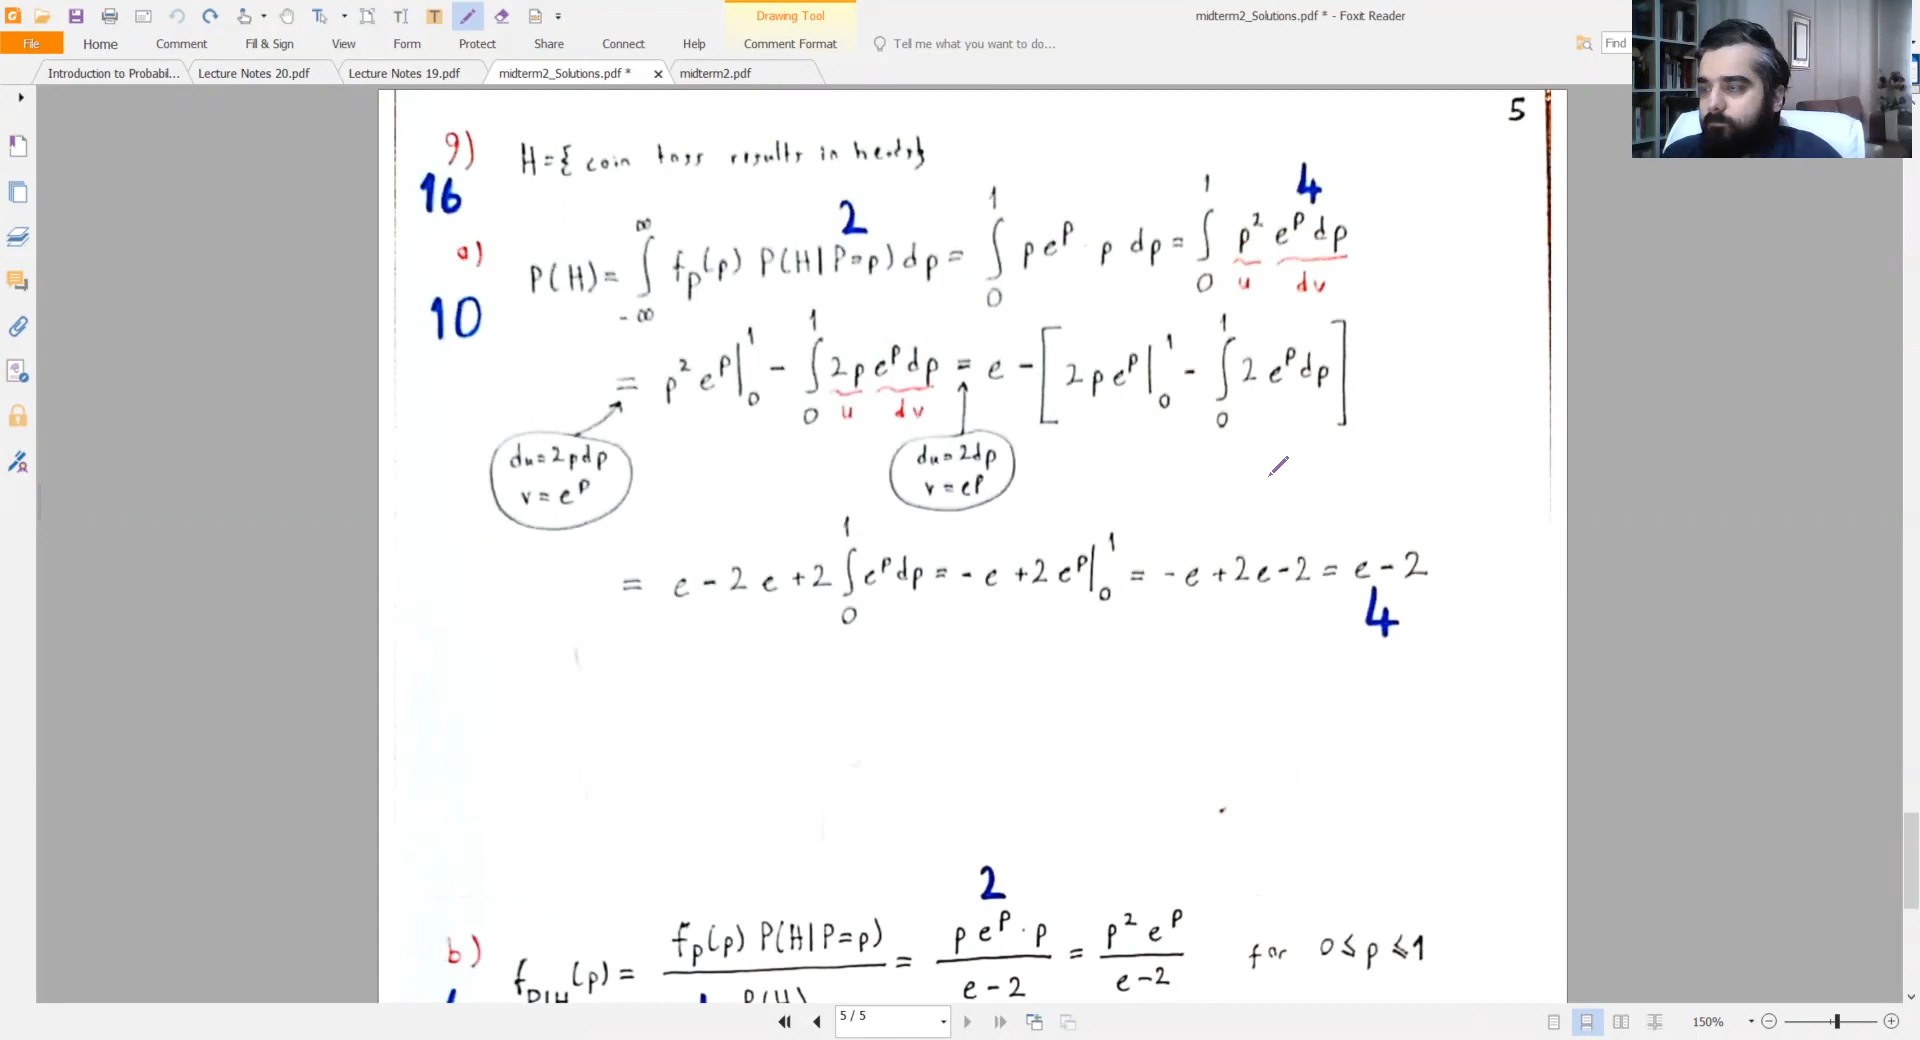 midterm2_Solutions.pdf * - Foxit Reader
Drawing Tool
File Home Comment Fill & Sign View Form Protect Share Connect Help Comment Format Tell me what you want to do... Find
Introduction to Probabil... Lecture Notes 20.pdf Lecture Notes 19.pdf midterm2_Solutions.pdf * midterm2.pdf
5
9) H={ coin toss results in heads}
16
2
4
a) P(H) = ∫_{-∞}^{∞} f_P(p) P(H|P=p) dp = ∫_0^1 p e^p · p dp = ∫_0^1 p^2 e^p dp
u dv
10
= p^2 e^p |_0^1 - ∫_0^1 2p e^p dp = e - [ 2p e^p |_0^1 - ∫_0^1 2 e^p dp ]
u dv
du = 2pdp
v = e^p
du = 2dp
v = e^p
= e - 2e + 2 ∫_0^1 e^p dp = -e + 2 e^p |_0^1 = -e + 2e - 2 = e - 2
4
2
b) f_{P|H}(p) = f_P(p) P(H|P=p) / P(H) = p e^p · p / e-2 = p^2 e^p / e-2 for 0 ≤ p ≤ 1
5 / 5
150%